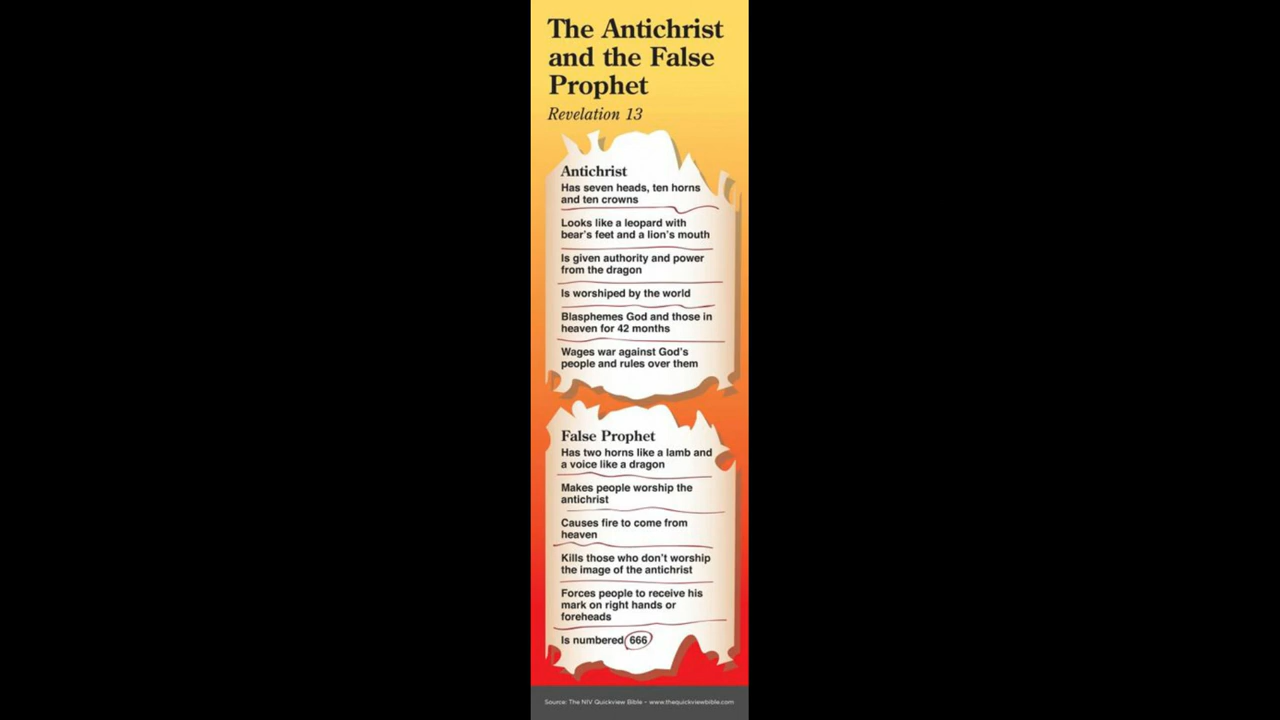 The Antichrist
and the False
Prophet
Revelation 13
Antichrist
Has seven heads, ten horns
and ten crowns
Looks like a leopard with
bear's feet and a lion's mouth
Is given authority and power
from the dragon
Is worshiped by the world
Blasphemes God and those in
heaven for 42 months
Wages war against God's
people and rules over them
False Prophet
Has two horns like a lamb and
a voice like a dragon
Makes people worship the
antichrist
Causes fire to come from
heaven
Kills those who don't worship
the image of the antichrist
Forces people to receive his
mark on right hands or
foreheads
Is numbered 666
Source: The NIV Quickview Bible - www.thequickviewbible.com